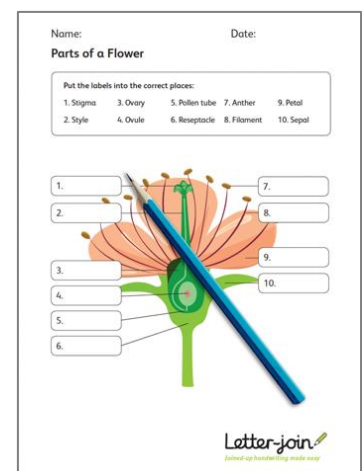 Name: Date:
Parts of a Flower
Put the labels into the correct places:
1. Stigma 3. Ovary 5. Pollen tube 7. Anther 9. Petal
2. Style 4. Ovule 6. Reseptacle 8. Filament 10. Sepal
1. 7.
2. 8.
3. 9.
4. 10.
5.
6.
Letter-join
Joined-up handwriting made easy